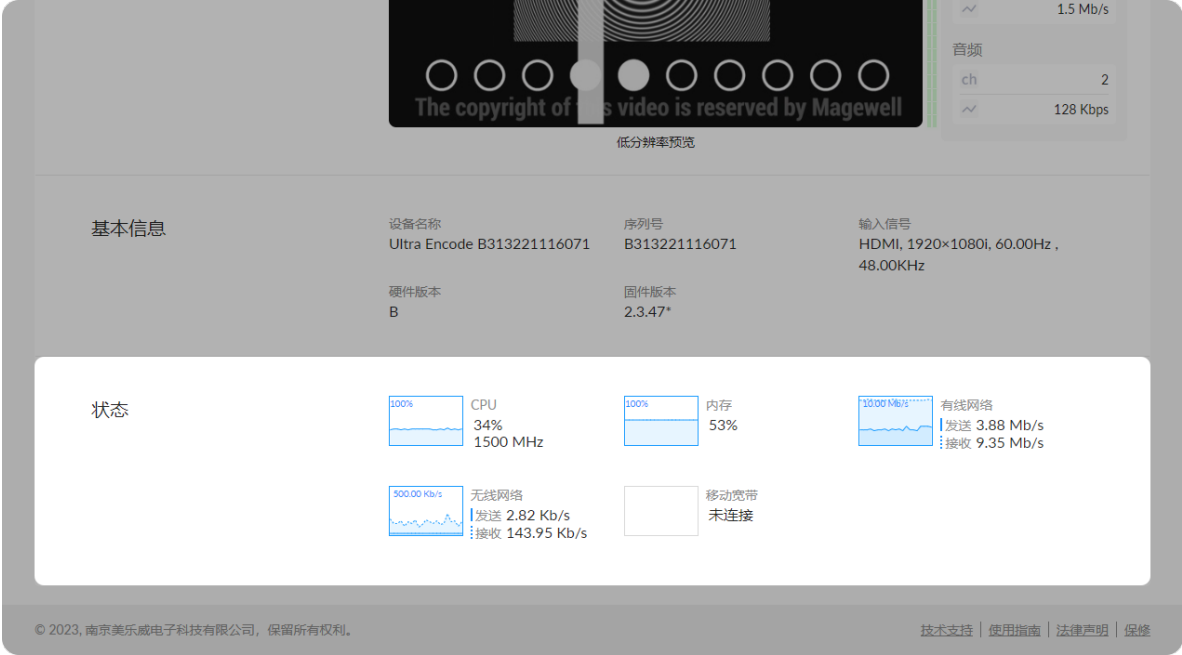 1.5 Mb/s
音频
ch 2
128 Kbps
The copyright of this video is reserved by Magewell
低分辨率预览
基本信息
设备名称
Ultra Encode B313221116071
序列号
B313221116071
输入信号
HDMI, 1920×1080i, 60.00Hz ,
48.00KHz
硬件版本
B
固件版本
2.3.47*
状态
100%
CPU
34%
1500 MHz
100%
内存
53%
10.00 Mb/s
有线网络
发送 3.88 Mb/s
接收 9.35 Mb/s
500.00 Kb/s
无线网络
发送 2.82 Kb/s
接收 143.95 Kb/s
移动宽带
未连接
© 2023, 南京美乐威电子科技有限公司，保留所有权利。
技术支持 | 使用指南 | 法律声明 | 保修